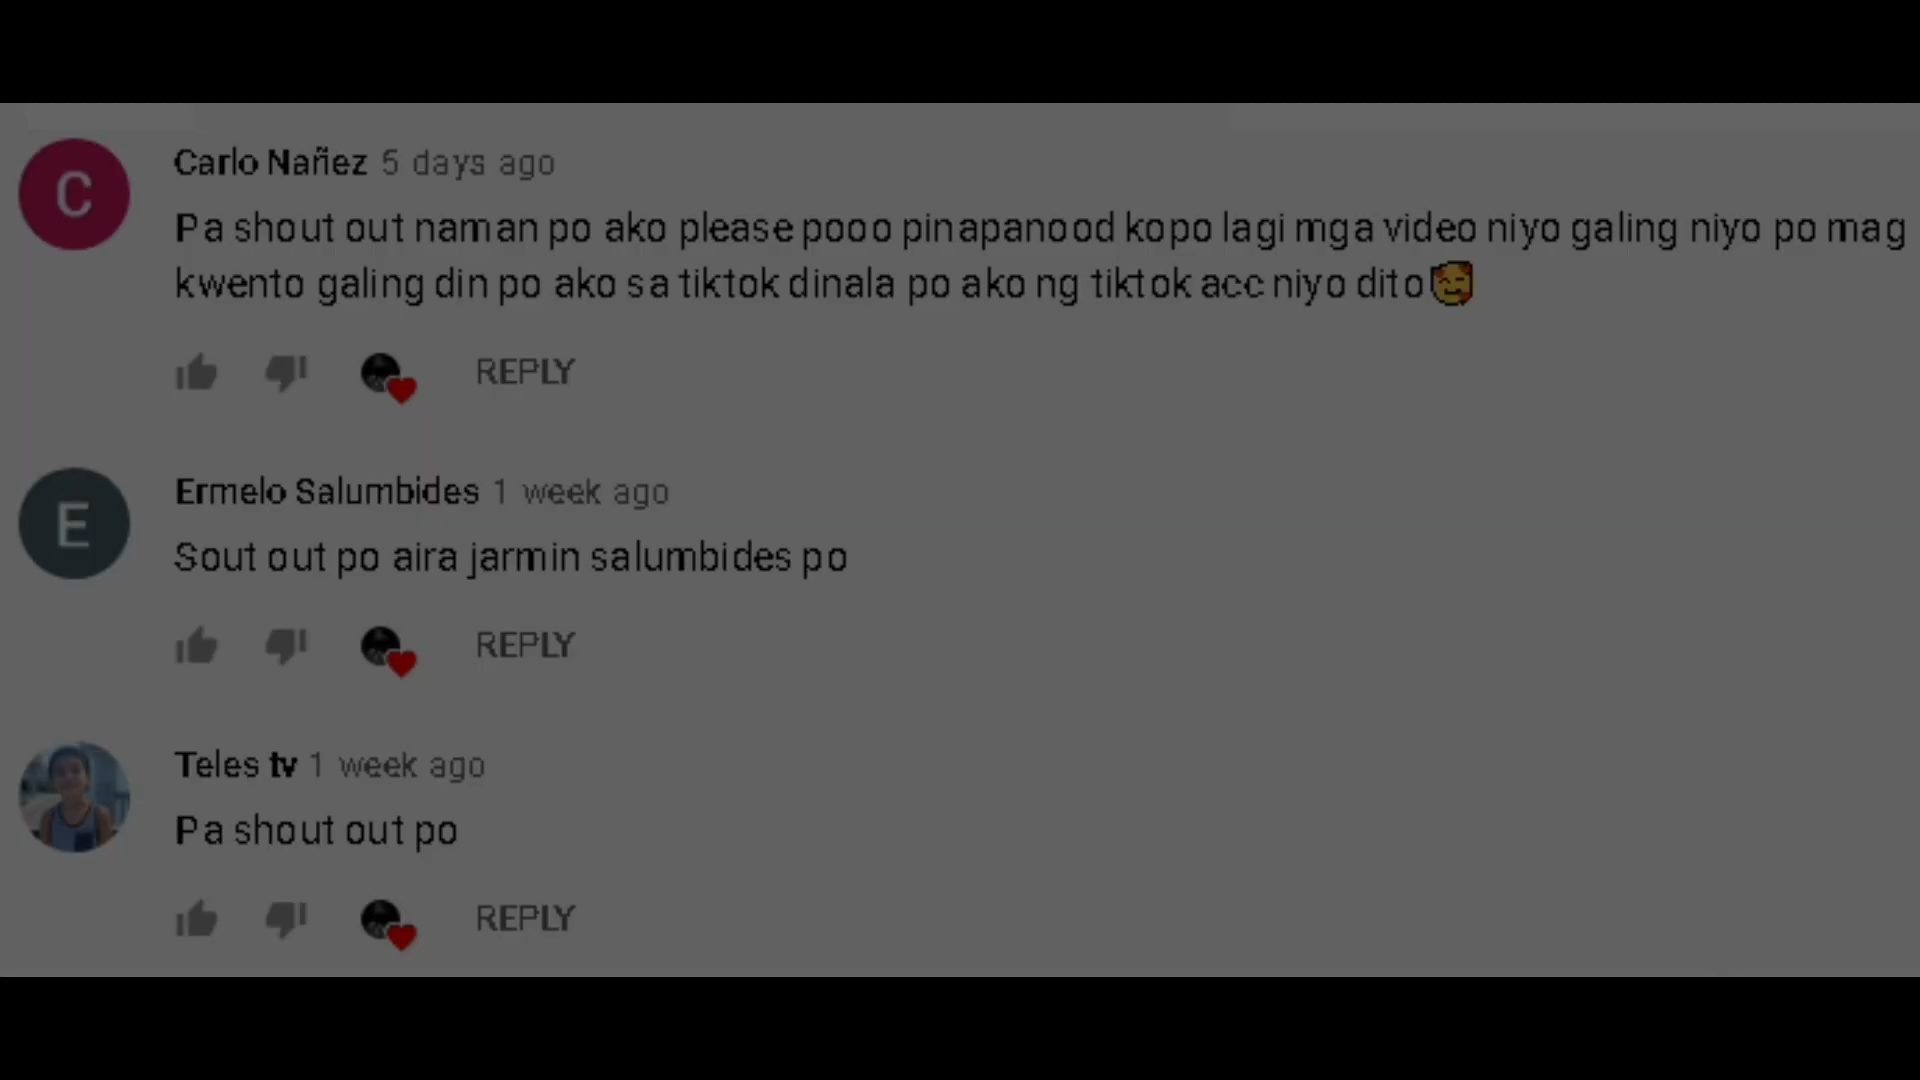 C
Carlo Nañez 5 days ago
Pa shout out naman po ako please pooo pinapanood kopo lagi mga video niyo galing niyo po mag
kwento galing din po ako sa tiktok dinala po ako ng tiktok acc niyo dito🥰
REPLY
E
Ermelo Salumbides 1 week ago
Sout out po aira jarmin salumbides po
REPLY
Teles tv 1 week ago
Pa shout out po
REPLY